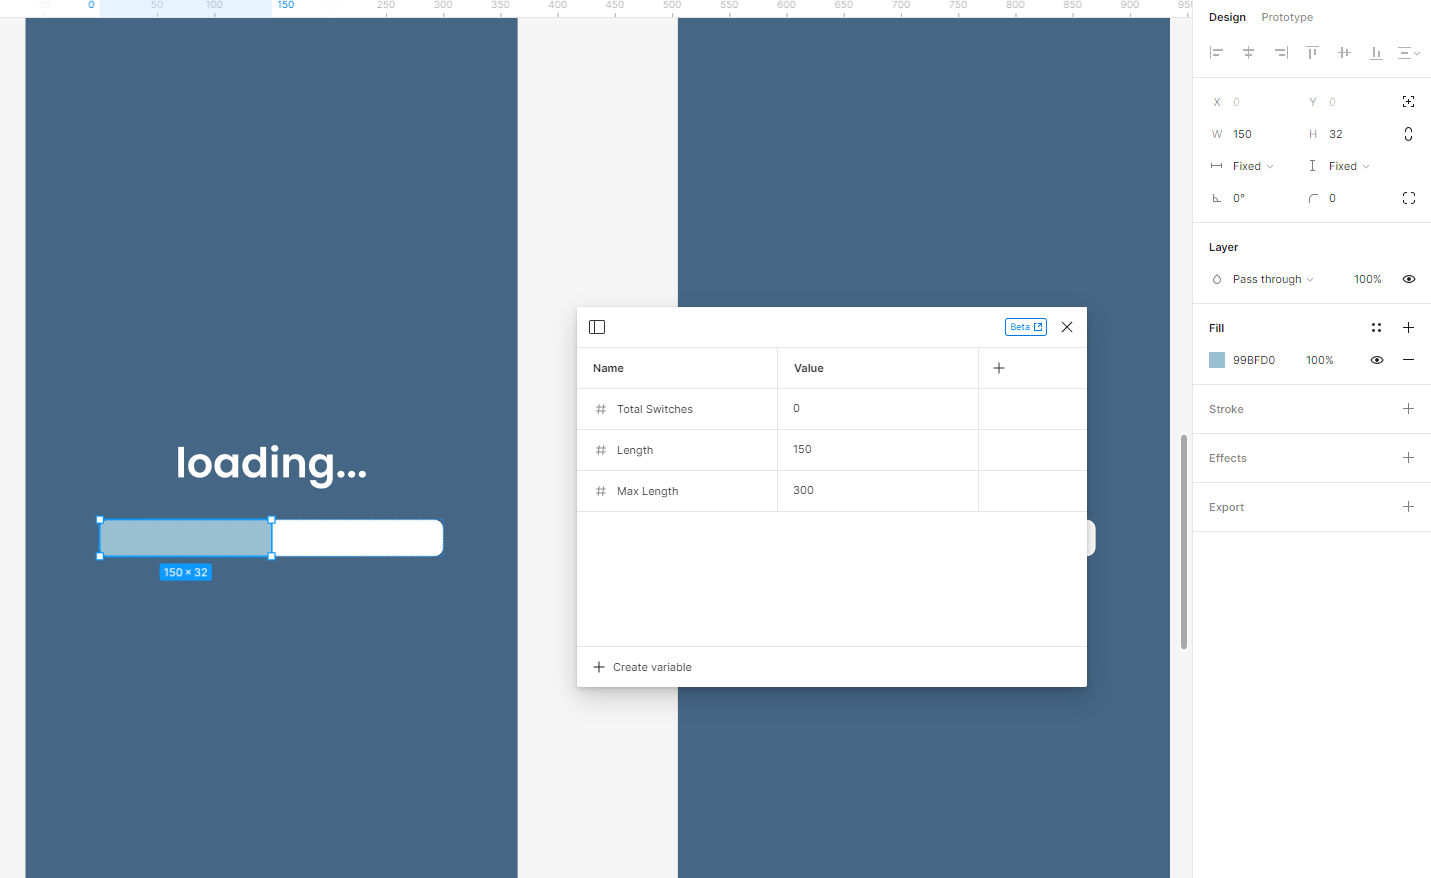 -50 0 50 100 150 200 250 300 350 400 450 500 550 600 650 700 750 800 850 900
Design Prototype
X 0 Y 0
W 150 H 32
Fixed Fixed
0° 0
Layer
Pass through 100%
Fill
99BFD0 100%
Stroke
Effects
Export
Beta
Name Value
# Total Switches 0
# Length 150
# Max Length 300
Create variable
loading...
150 × 32